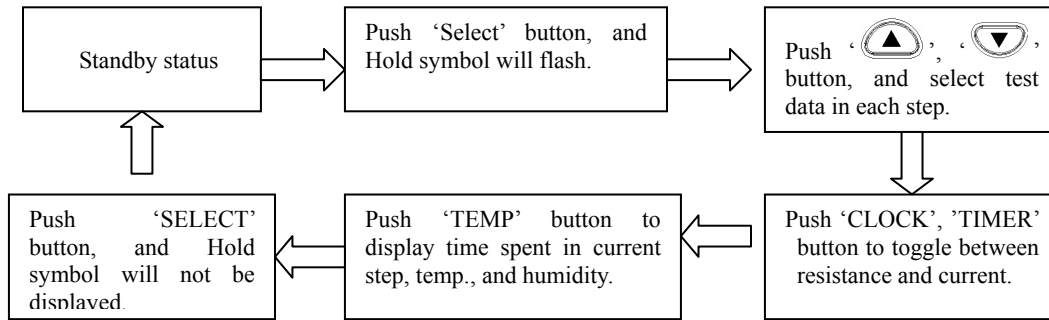 Standby status
Push ‘Select’ button, and
Hold symbol will flash.
Push ‘▲’, ‘▼’
button, and select test
data in each step.
Push ‘CLOCK’, ’TIMER’
button to toggle between
resistance and current.
Push ‘TEMP’ button to
display time spent in current
step, temp., and humidity.
Push ‘SELECT’
button, and Hold
symbol will not be
displayed.